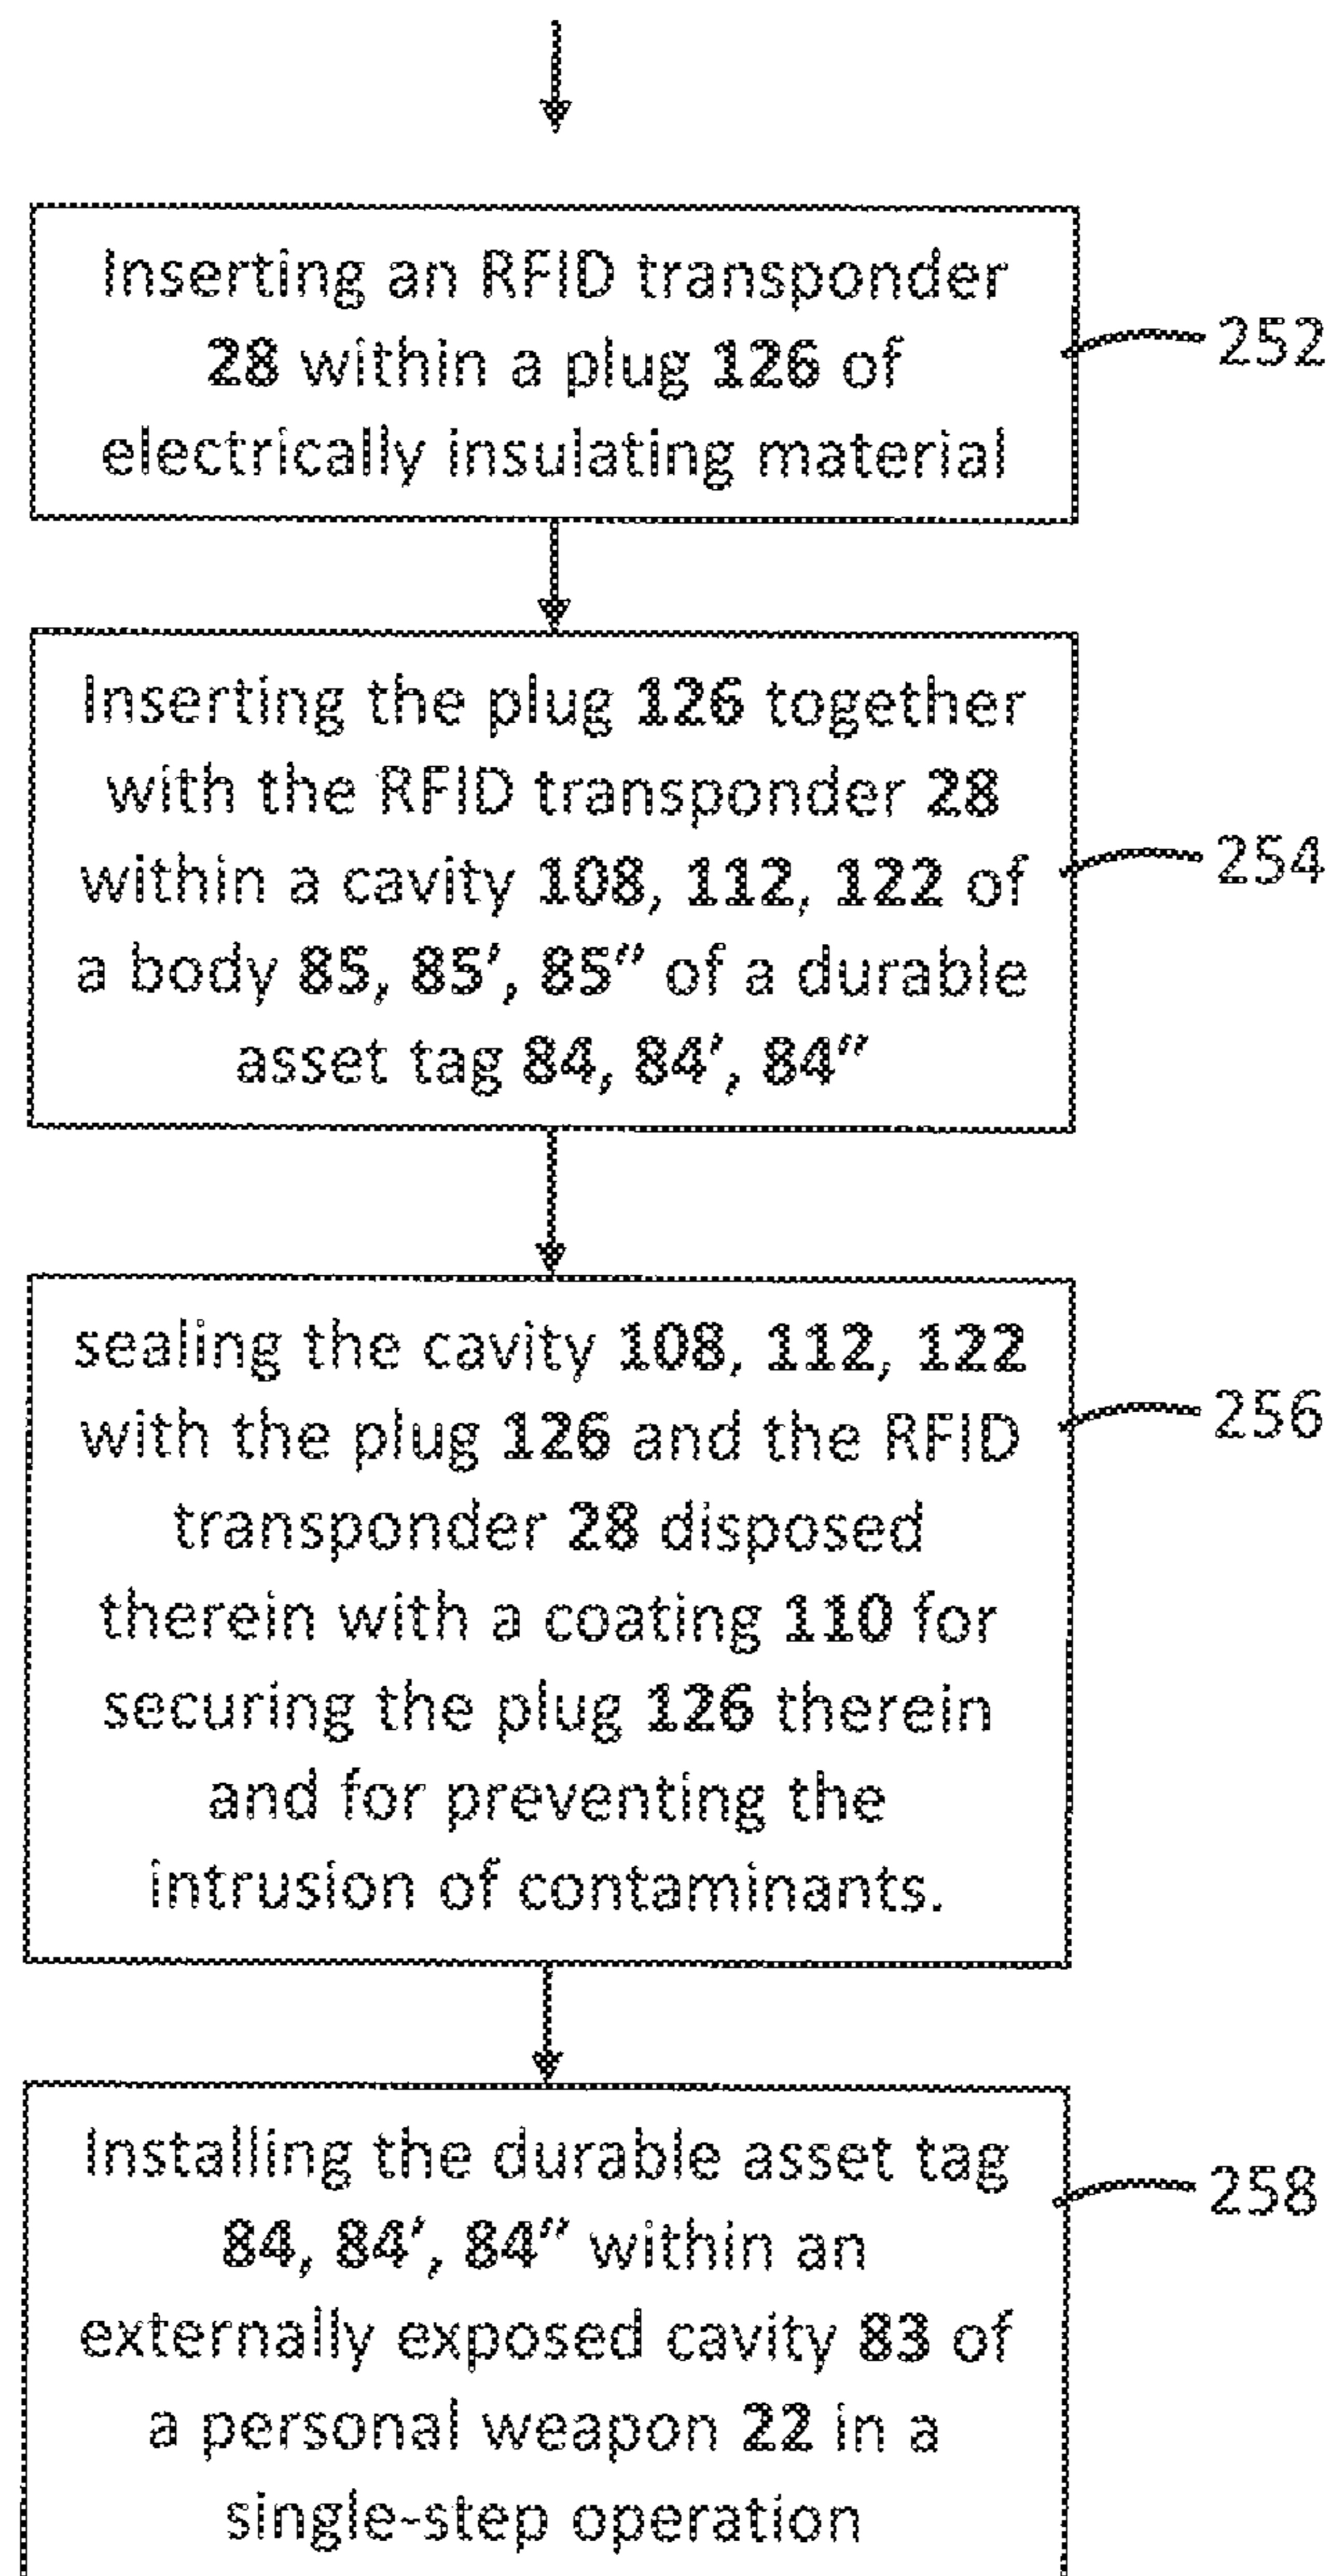 Inserting an RFID transponder
28 within a plug 126 of
electrically insulating material
252
Inserting the plug 126 together
with the RFID transponder 28
within a cavity 108, 112, 122 of
a body 85, 85', 85" of a durable
asset tag 84, 84', 84"
254
sealing the cavity 108, 112, 122
with the plug 126 and the RFID
transponder 28 disposed
therein with a coating 110 for
securing the plug 126 therein
and for preventing the
intrusion of contaminants.
256
Installing the durable asset tag
84, 84', 84" within an
externally exposed cavity 83 of
a personal weapon 22 in a
single-step operation
258